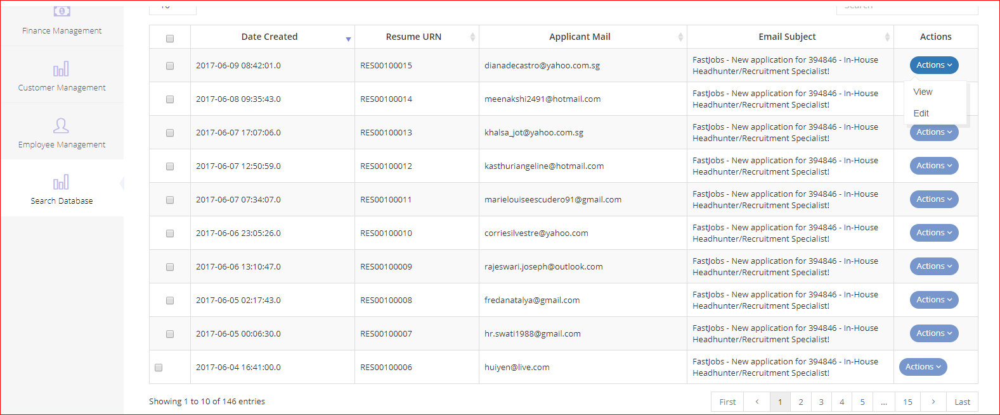 10
Search
Finance Management
Customer Management
Employee Management
Search Database
Date Created Resume URN Applicant Mail Email Subject Actions
2017-06-09 08:42:01.0 RES00100015 dianadecastro@yahoo.com.sg FastJobs - New application for 394846 - In-House Actions
Headhunter/Recruitment Specialist!
View
Edit
2017-06-08 09:35:43.0 RES00100014 meenakshi2491@hotmail.com FastJobs - New application for 394846 - In-House
Headhunter/Recruitment Specialist!
2017-06-07 17:07:06.0 RES00100013 khalsa_jot@yahoo.com.sg FastJobs - New application for 394846 - In-House Actions
Headhunter/Recruitment Specialist!
2017-06-07 12:50:59.0 RES00100012 kasthuriangeline@hotmail.com FastJobs - New application for 394846 - In-House Actions
Headhunter/Recruitment Specialist!
2017-06-07 07:34:07.0 RES00100011 marielouiseescudero91@gmail.com FastJobs - New application for 394846 - In-House Actions
Headhunter/Recruitment Specialist!
2017-06-06 23:05:26.0 RES00100010 corriesilvestre@yahoo.com FastJobs - New application for 394846 - In-House Actions
Headhunter/Recruitment Specialist!
2017-06-06 13:10:47.0 RES00100009 rajeswari.joseph@outlook.com FastJobs - New application for 394846 - In-House Actions
Headhunter/Recruitment Specialist!
2017-06-05 02:17:43.0 RES00100008 fredanatalya@gmail.com FastJobs - New application for 394846 - In-House Actions
Headhunter/Recruitment Specialist!
2017-06-05 00:06:30.0 RES00100007 hr.swati1988@gmail.com FastJobs - New application for 394846 - In-House Actions
Headhunter/Recruitment Specialist!
2017-06-04 16:41:00.0 RES00100006 huiyen@live.com FastJobs - New application for 394846 - In-House Actions
Headhunter/Recruitment Specialist!
Showing 1 to 10 of 146 entries First ‹ 1 2 3 4 5 ... 15 › Last